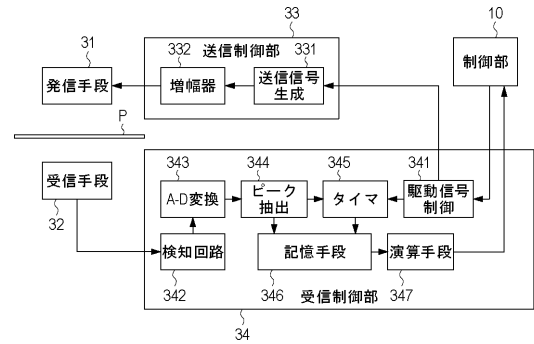 33
10
31
332
送信制御部
331
発信手段
増幅器
送信信号
生成
制御部
P
343
344
345
341
受信手段
A-D変換
ピーク
抽出
タイマ
駆動信号
制御
32
検知回路
記憶手段
演算手段
342
346
受信制御部
347
34